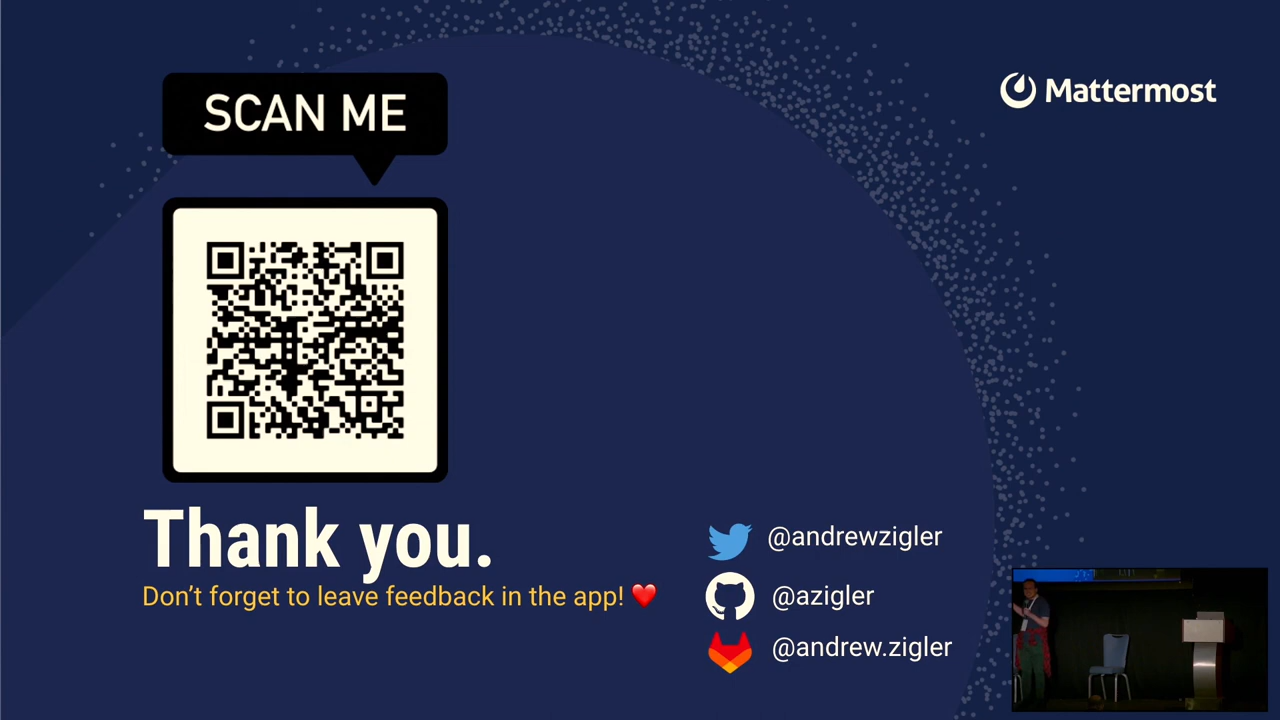 SCAN ME
Mattermost
Thank you.
Don’t forget to leave feedback in the app! ❤️
@andrewzigler
@azigler
@andrew.zigler